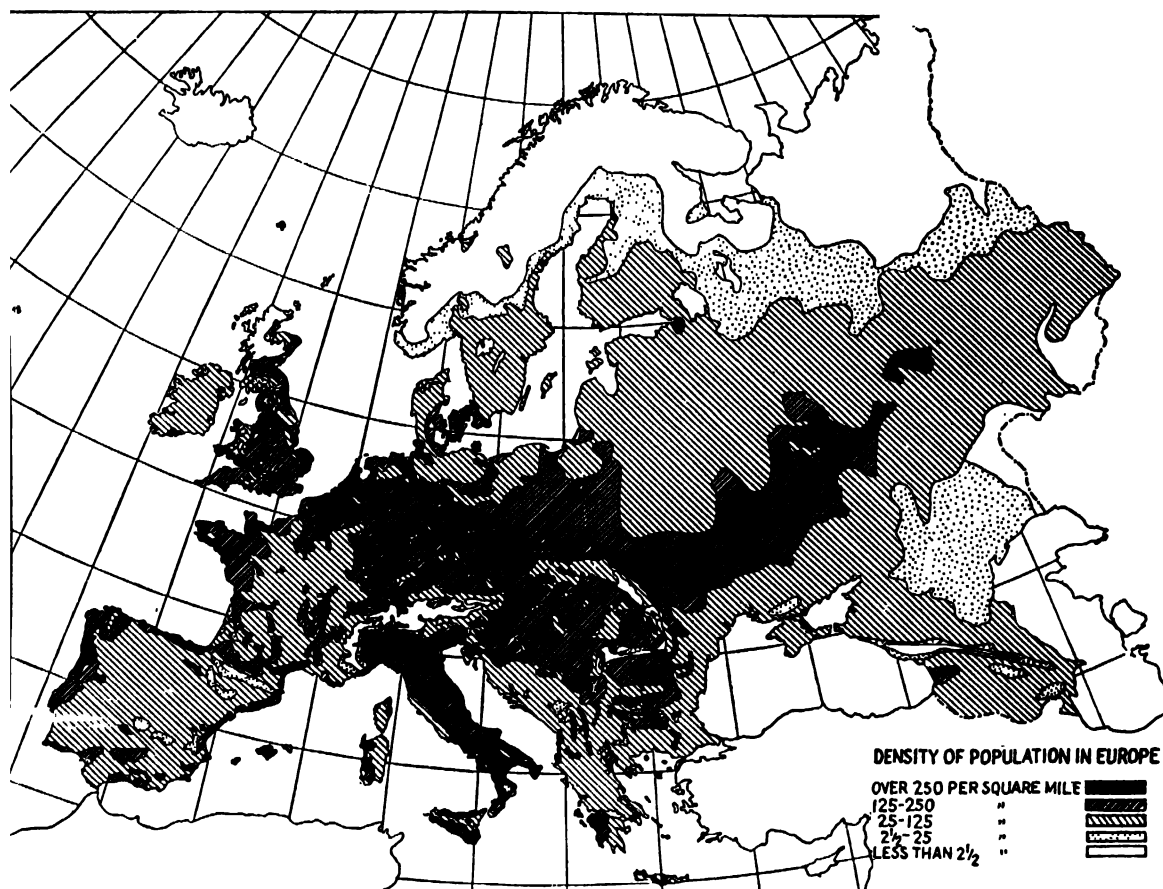 DENSITY OF POPULATION IN EUROPE
OVER 250 PER SQUARE MILE
125-250 "
25-125 "
2½-25 "
LESS THAN 2½ "